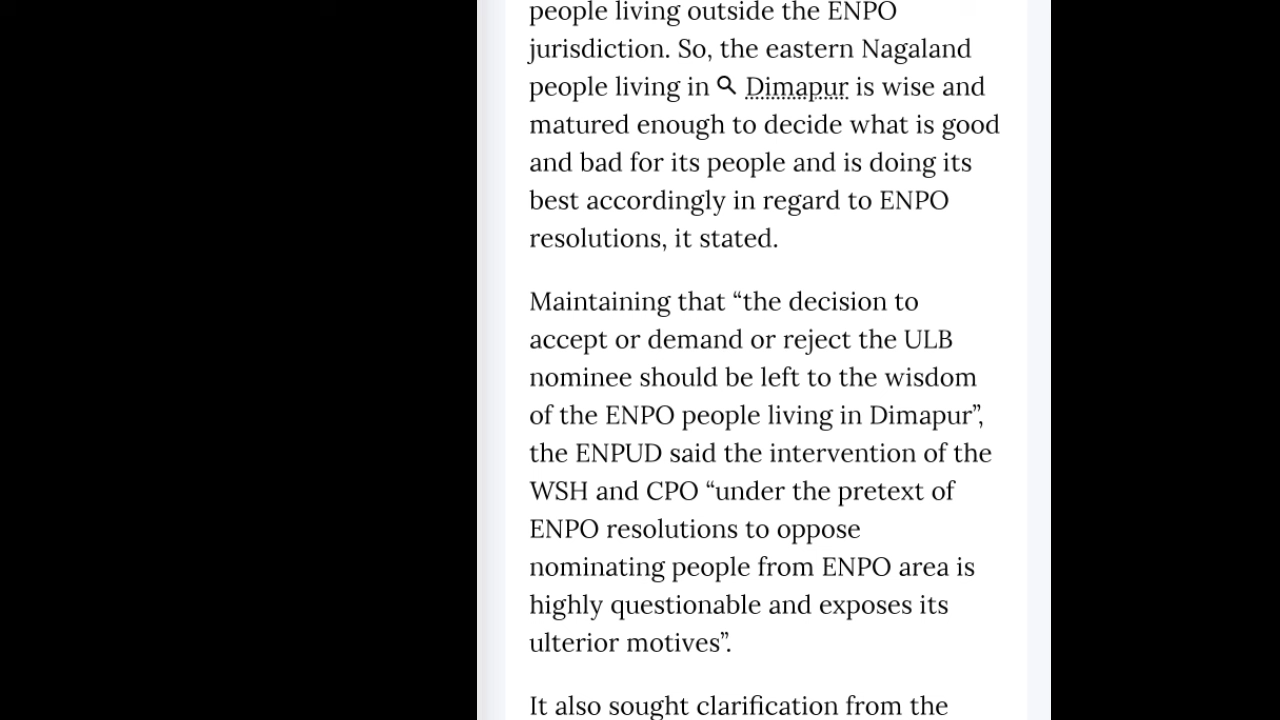 people living outside the ENPO
jurisdiction. So, the eastern Nagaland
people living in Dimapur is wise and
matured enough to decide what is good
and bad for its people and is doing its
best accordingly in regard to ENPO
resolutions, it stated.
Maintaining that “the decision to
accept or demand or reject the ULB
nominee should be left to the wisdom
of the ENPO people living in Dimapur”,
the ENPUD said the intervention of the
WSH and CPO “under the pretext of
ENPO resolutions to oppose
nominating people from ENPO area is
highly questionable and exposes its
ulterior motives”.
It also sought clarification from the